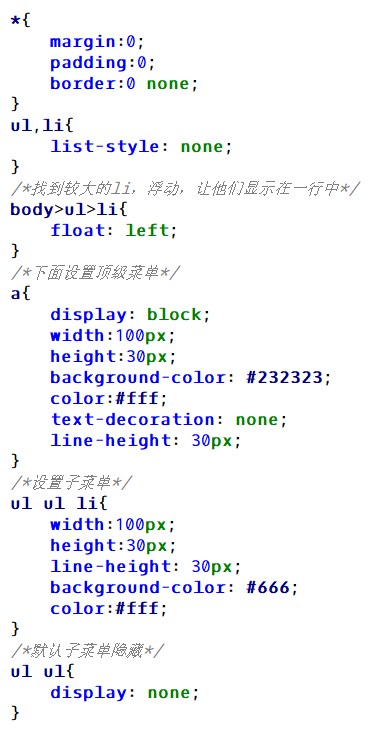 *{
    margin:0;
    padding:0;
    border:0 none;
}
ul,li{
    list-style: none;
}
/*找到较大的li，浮动，让他们显示在一行中*/
body>ul>li{
    float: left;
}
/*下面设置顶级菜单*/
a{
    display: block;
    width:100px;
    height:30px;
    background-color: #232323;
    color:#fff;
    text-decoration: none;
    line-height: 30px;
}
/*设置子菜单*/
ul ul li{
    width:100px;
    height:30px;
    line-height: 30px;
    background-color: #666;
    color:#fff;
}
/*默认子菜单隐藏*/
ul ul{
    display: none;
}